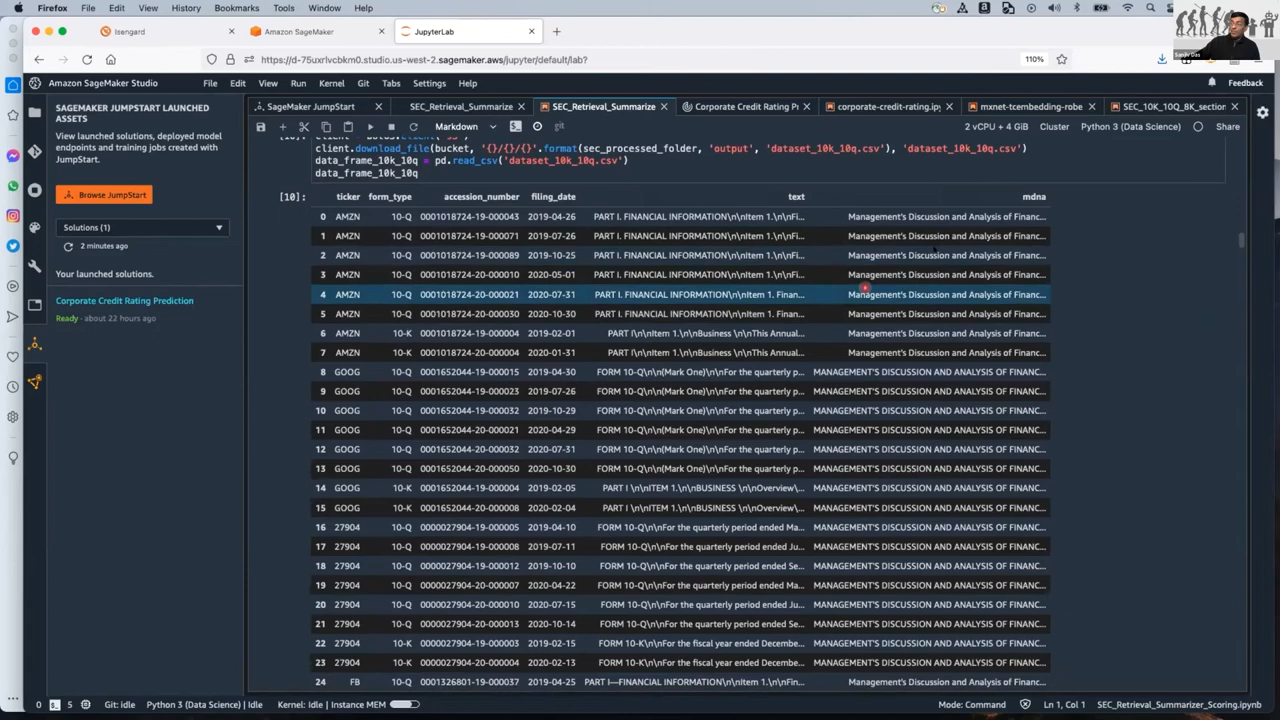 Firefox File Edit View History Bookmarks Tools Window Help
Isengard × Amazon SageMaker × JupyterLab × +
https://d-75uxrlvcbkm0.studio.us-west-2.sagemaker.aws/jupyter/default/lab? 110%
Sanjiv Das
Amazon SageMaker Studio File Edit View Run Kernel Git Tabs Settings Help Feedback
SageMaker JumpStart × SEC_Retrieval_Summarize × SEC_Retrieval_Summarize × Corporate Credit Rating P × corporate-credit-rating.ip × mxnet-tcembedding-robe × SEC_10K_10Q_8K_section ×
Markdown 2 vCPU + 4 GiB Cluster Python 3 (Data Science) Share
SAGEMAKER JUMPSTART LAUNCHED
ASSETS
View launched solutions, deployed model
endpoints and training jobs created with
JumpStart.
Browse JumpStart
Solutions (1)
2 minutes ago
Your launched solutions.
Corporate Credit Rating Prediction
Ready - about 22 hours ago
client.download_file(bucket, '{}/{}/{}'.format(sec_processed_folder, 'output', 'dataset_10k_10q.csv'), 'dataset_10k_10q.csv')
data_frame_10k_10q = pd.read_csv('dataset_10k_10q.csv')
data_frame_10k_10q
[10]: ticker form_type accession_number filing_date text mdna
0 AMZN 10-Q 0001018724-19-000043 2019-04-26 PART I. FINANCIAL INFORMATION\n\nItem 1.\n\nFi... Management's Discussion and Analysis of Financ...
1 AMZN 10-Q 0001018724-19-000071 2019-07-26 PART I. FINANCIAL INFORMATION\n\nItem 1.\n\nFi... Management's Discussion and Analysis of Financ...
2 AMZN 10-Q 0001018724-19-000089 2019-10-25 PART I. FINANCIAL INFORMATION\n\nItem 1.\n\nFi... Management's Discussion and Analysis of Financ...
3 AMZN 10-Q 0001018724-20-000010 2020-05-01 PART I. FINANCIAL INFORMATION\n\nItem 1.\n\nFi... Management's Discussion and Analysis of Financ...
4 AMZN 10-Q 0001018724-20-000021 2020-07-31 PART I. FINANCIAL INFORMATION\n\nItem 1. Finan... Management's Discussion and Analysis of Financ...
5 AMZN 10-Q 0001018724-20-000030 2020-10-30 PART I. FINANCIAL INFORMATION\n\nItem 1. Finan... Management's Discussion and Analysis of Financ...
6 AMZN 10-K 0001018724-19-000004 2019-02-01 PART I\n\nItem 1.\n\nBusiness \n\nThis Annual... Management's Discussion and Analysis of Financ...
7 AMZN 10-K 0001018724-20-000004 2020-01-31 PART I\n\nItem 1.\n\nBusiness \n\nThis Annual... Management's Discussion and Analysis of Financ...
8 GOOG 10-Q 0001652044-19-000015 2019-04-30 FORM 10-Q\n\n(Mark One)\n\nFor the quarterly p... MANAGEMENT'S DISCUSSION AND ANALYSIS OF FINANC...
9 GOOG 10-Q 0001652044-19-000023 2019-07-26 FORM 10-Q\n\n(Mark One)\n\nFor the quarterly p... MANAGEMENT'S DISCUSSION AND ANALYSIS OF FINANC...
10 GOOG 10-Q 0001652044-19-000032 2019-10-29 FORM 10-Q\n\n(Mark One)\n\nFor the quarterly p... MANAGEMENT'S DISCUSSION AND ANALYSIS OF FINANC...
11 GOOG 10-Q 0001652044-20-000021 2020-04-29 FORM 10-Q\n\n(Mark One)\n\nFor the quarterly p... MANAGEMENT'S DISCUSSION AND ANALYSIS OF FINANC...
12 GOOG 10-Q 0001652044-20-000032 2020-07-31 FORM 10-Q\n\n(Mark One)\n\nFor the quarterly p... MANAGEMENT'S DISCUSSION AND ANALYSIS OF FINANC...
13 GOOG 10-Q 0001652044-20-000050 2020-10-30 FORM 10-Q\n\n(Mark One)\n\nFor the quarterly p... MANAGEMENT'S DISCUSSION AND ANALYSIS OF FINANC...
14 GOOG 10-K 0001652044-19-000004 2019-02-05 PART I \n\nITEM 1.\n\nBUSINESS \n\nOverview\... MANAGEMENT'S DISCUSSION AND ANALYSIS OF FINANC...
15 GOOG 10-K 0001652044-20-000008 2020-02-04 PART I \n\nITEM 1.\n\nBUSINESS \n\nOverview\... MANAGEMENT'S DISCUSSION AND ANALYSIS OF FINANC...
16 27904 10-Q 0000027904-19-000005 2019-04-10 FORM 10-Q\n\nFor the quarterly period ended Ma... MANAGEMENT'S DISCUSSION AND ANALYSIS OF FINANC...
17 27904 10-Q 0000027904-19-000008 2019-07-11 FORM 10-Q\n\nFor the quarterly period ended Ju... MANAGEMENT'S DISCUSSION AND ANALYSIS OF FINANC...
18 27904 10-Q 0000027904-19-000012 2019-10-10 FORM 10-Q\n\nFor the quarterly period ended Se... MANAGEMENT'S DISCUSSION AND ANALYSIS OF FINANC...
19 27904 10-Q 0000027904-20-000007 2020-04-22 FORM 10-Q\n\nFor the quarterly period ended Ma... MANAGEMENT'S DISCUSSION AND ANALYSIS OF FINANC...
20 27904 10-Q 0000027904-20-000010 2020-07-15 FORM 10-Q\n\nFor the quarterly period ended Ju... MANAGEMENT'S DISCUSSION AND ANALYSIS OF FINANC...
21 27904 10-Q 0000027904-20-000013 2020-10-14 FORM 10-Q\n\nFor the quarterly period ended Se... MANAGEMENT'S DISCUSSION AND ANALYSIS OF FINANC...
22 27904 10-K 0000027904-19-000003 2019-02-15 FORM 10-K\n\nFor the fiscal year ended Decembe... MANAGEMENT'S DISCUSSION AND ANALYSIS OF FINANC...
23 27904 10-K 0000027904-20-000004 2020-02-13 FORM 10-K\n\nFor the fiscal year ended Decembe... MANAGEMENT'S DISCUSSION AND ANALYSIS OF FINANC...
24 FB 10-Q 0001326801-19-000037 2019-04-25 PART I—FINANCIAL INFORMATION\n\nItem 1.\n\nFin... Management's Discussion and Analysis of Financ...
0 5 Git: idle Python 3 (Data Science) | Idle Kernel: Idle | Instance MEM Mode: Command Ln 1, Col 1 SEC_Retrieval_Summarizer_Scoring.ipynb